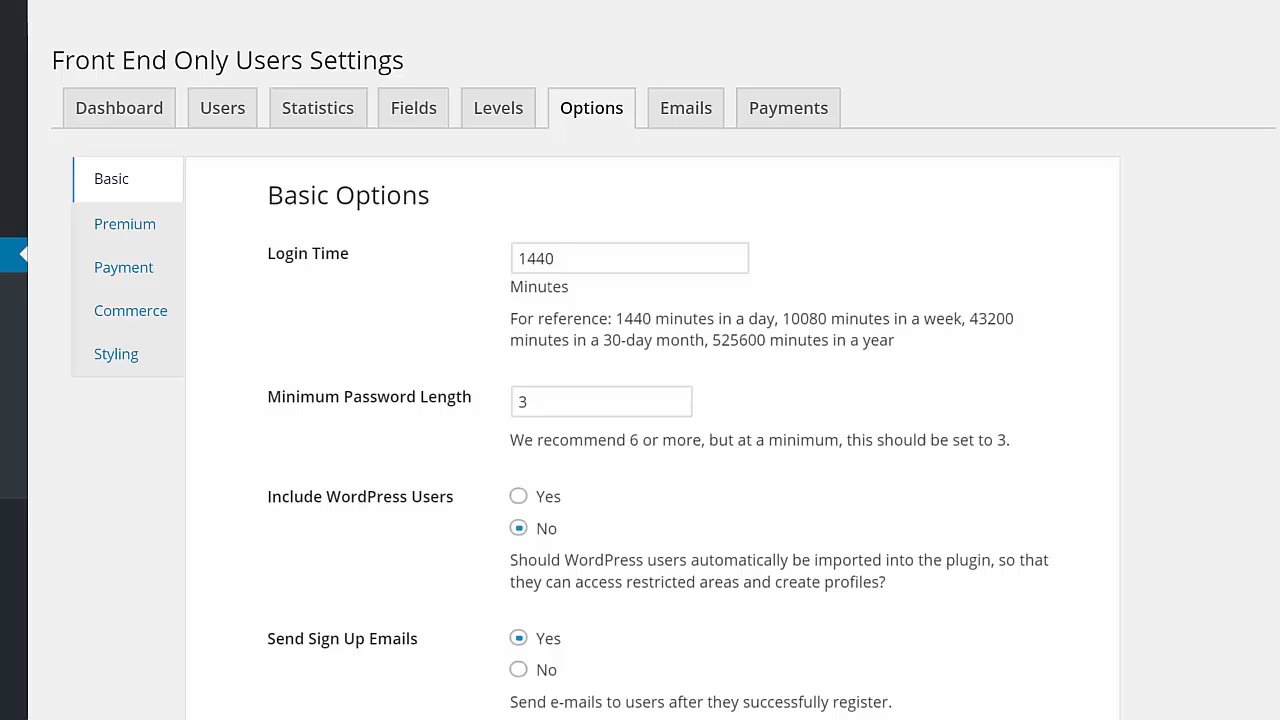 Front End Only Users Settings
Dashboard Users Statistics Fields Levels Options Emails Payments
Basic
Premium
Payment
Commerce
Styling
Basic Options
Login Time
1440
Minutes
For reference: 1440 minutes in a day, 10080 minutes in a week, 43200
minutes in a 30-day month, 525600 minutes in a year
Minimum Password Length
3
We recommend 6 or more, but at a minimum, this should be set to 3.
Include WordPress Users
Yes
No
Should WordPress users automatically be imported into the plugin, so that
they can access restricted areas and create profiles?
Send Sign Up Emails
Yes
No
Send e-mails to users after they successfully register.